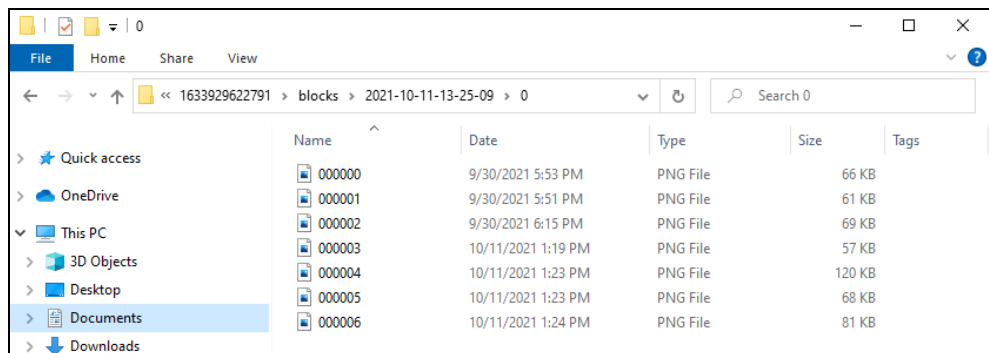 0
File Home Share View
« 1633929622791 > blocks > 2021-10-11-13-25-09 > 0 Search 0
Name Date Type Size Tags
Quick access
OneDrive
This PC
3D Objects
Desktop
Documents
Downloads
000000 9/30/2021 5:53 PM PNG File 66 KB
000001 9/30/2021 5:51 PM PNG File 61 KB
000002 9/30/2021 6:15 PM PNG File 69 KB
000003 10/11/2021 1:19 PM PNG File 57 KB
000004 10/11/2021 1:23 PM PNG File 120 KB
000005 10/11/2021 1:23 PM PNG File 68 KB
000006 10/11/2021 1:24 PM PNG File 81 KB